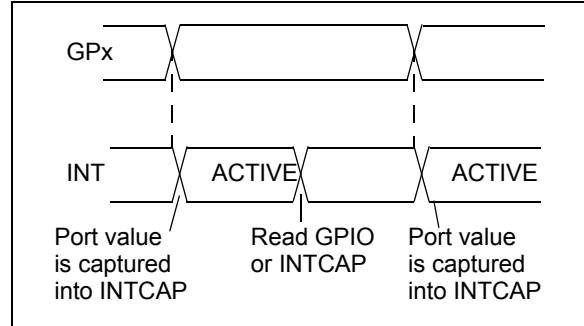 GPx
INT
ACTIVE
ACTIVE
Port value
is captured
into INTCAP
Read GPIO
or INTCAP
Port value
is captured
into INTCAP